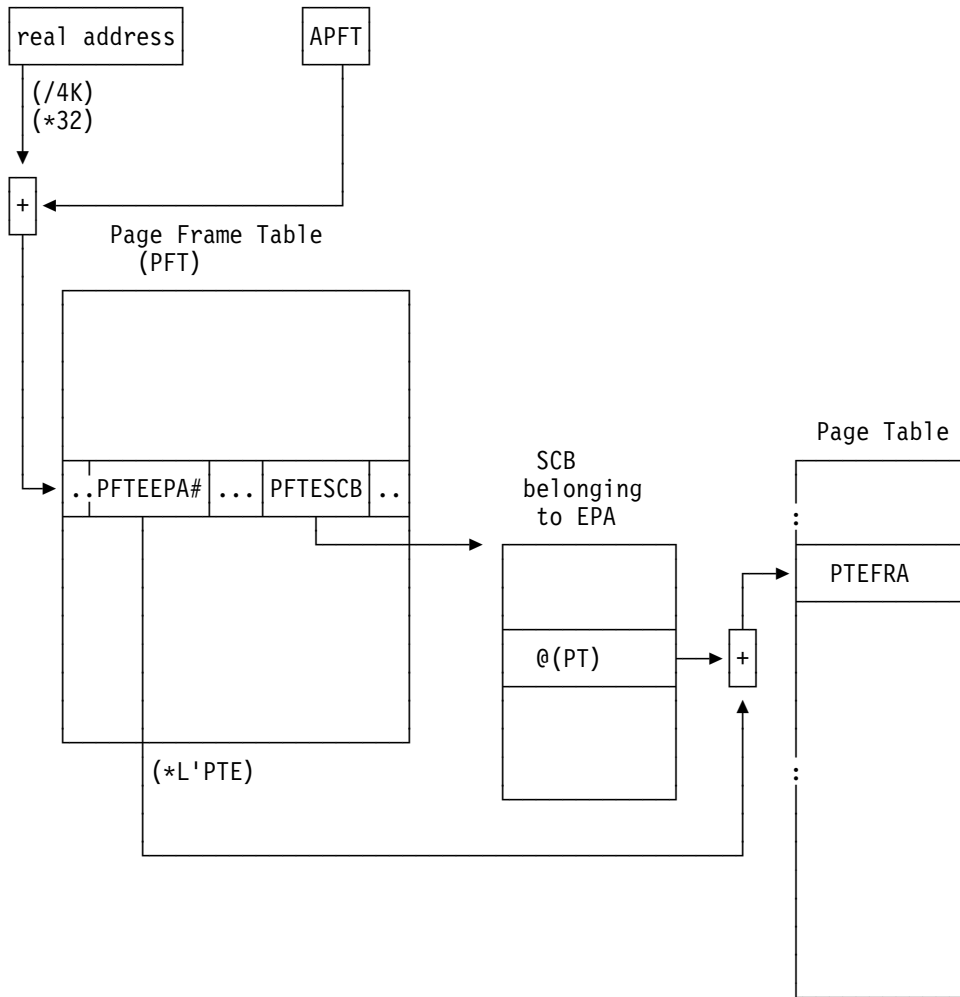 real address
APFT
(/4K)
(*32)
+
Page Frame Table
(PFT)
Page Table
.. PFTEEPA# ... PFTESCB ..
SCB
belonging
to EPA
:
PTEFRA
@(PT)
+
(*L'PTE)
: